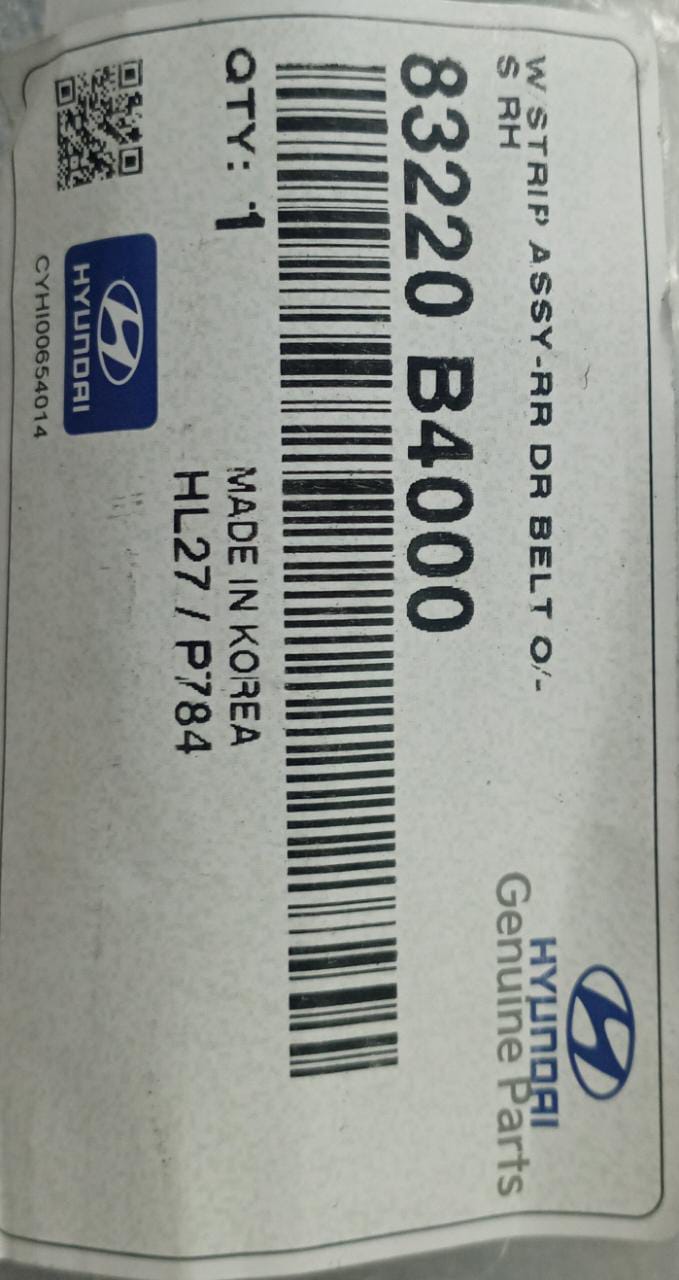 HYUNDAI
Genuine Parts
W/STRIP ASSY-RR DR BELT O/-
S RH
83220 B4000
QTY: 1
MADE IN KOREA
HL27 / P784
HYUNDAI
CYHI00654014